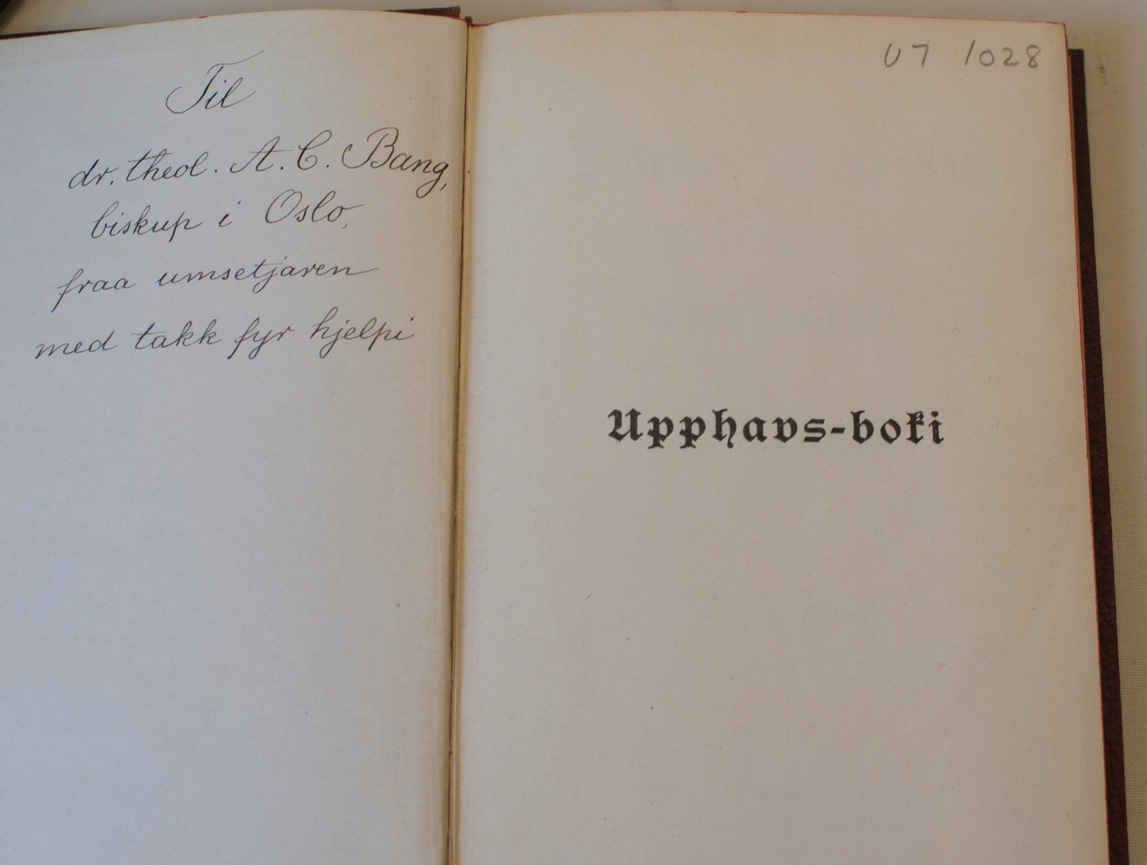 Til
dr. theol. A. C. Bang,
biskup i Oslo,
fraa umsetjaren
med takk fyr hjelpi
U7 1028
Upphavs-boki